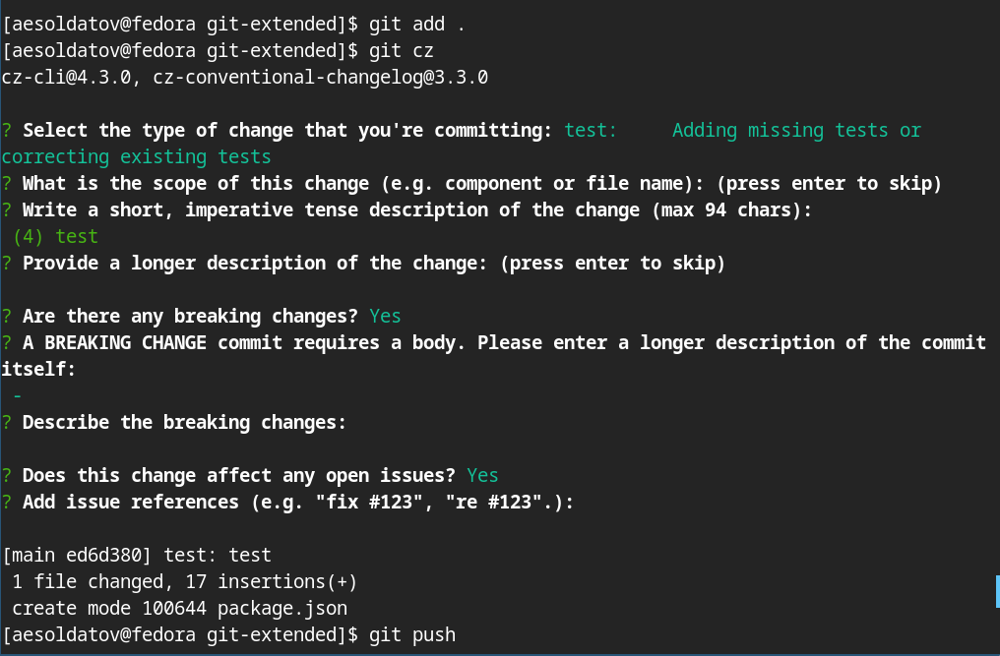 [aesoldatov@fedora git-extended]$ git add .
[aesoldatov@fedora git-extended]$ git cz
cz-cli@4.3.0, cz-conventional-changelog@3.3.0
? Select the type of change that you're committing: test:     Adding missing tests or
correcting existing tests
? What is the scope of this change (e.g. component or file name): (press enter to skip)
? Write a short, imperative tense description of the change (max 94 chars):
 (4) test
? Provide a longer description of the change: (press enter to skip)
? Are there any breaking changes? Yes
? A BREAKING CHANGE commit requires a body. Please enter a longer description of the commit
itself:
 -
? Describe the breaking changes:
? Does this change affect any open issues? Yes
? Add issue references (e.g. "fix #123", "re #123".):
[main ed6d380] test: test
 1 file changed, 17 insertions(+)
 create mode 100644 package.json
[aesoldatov@fedora git-extended]$ git push